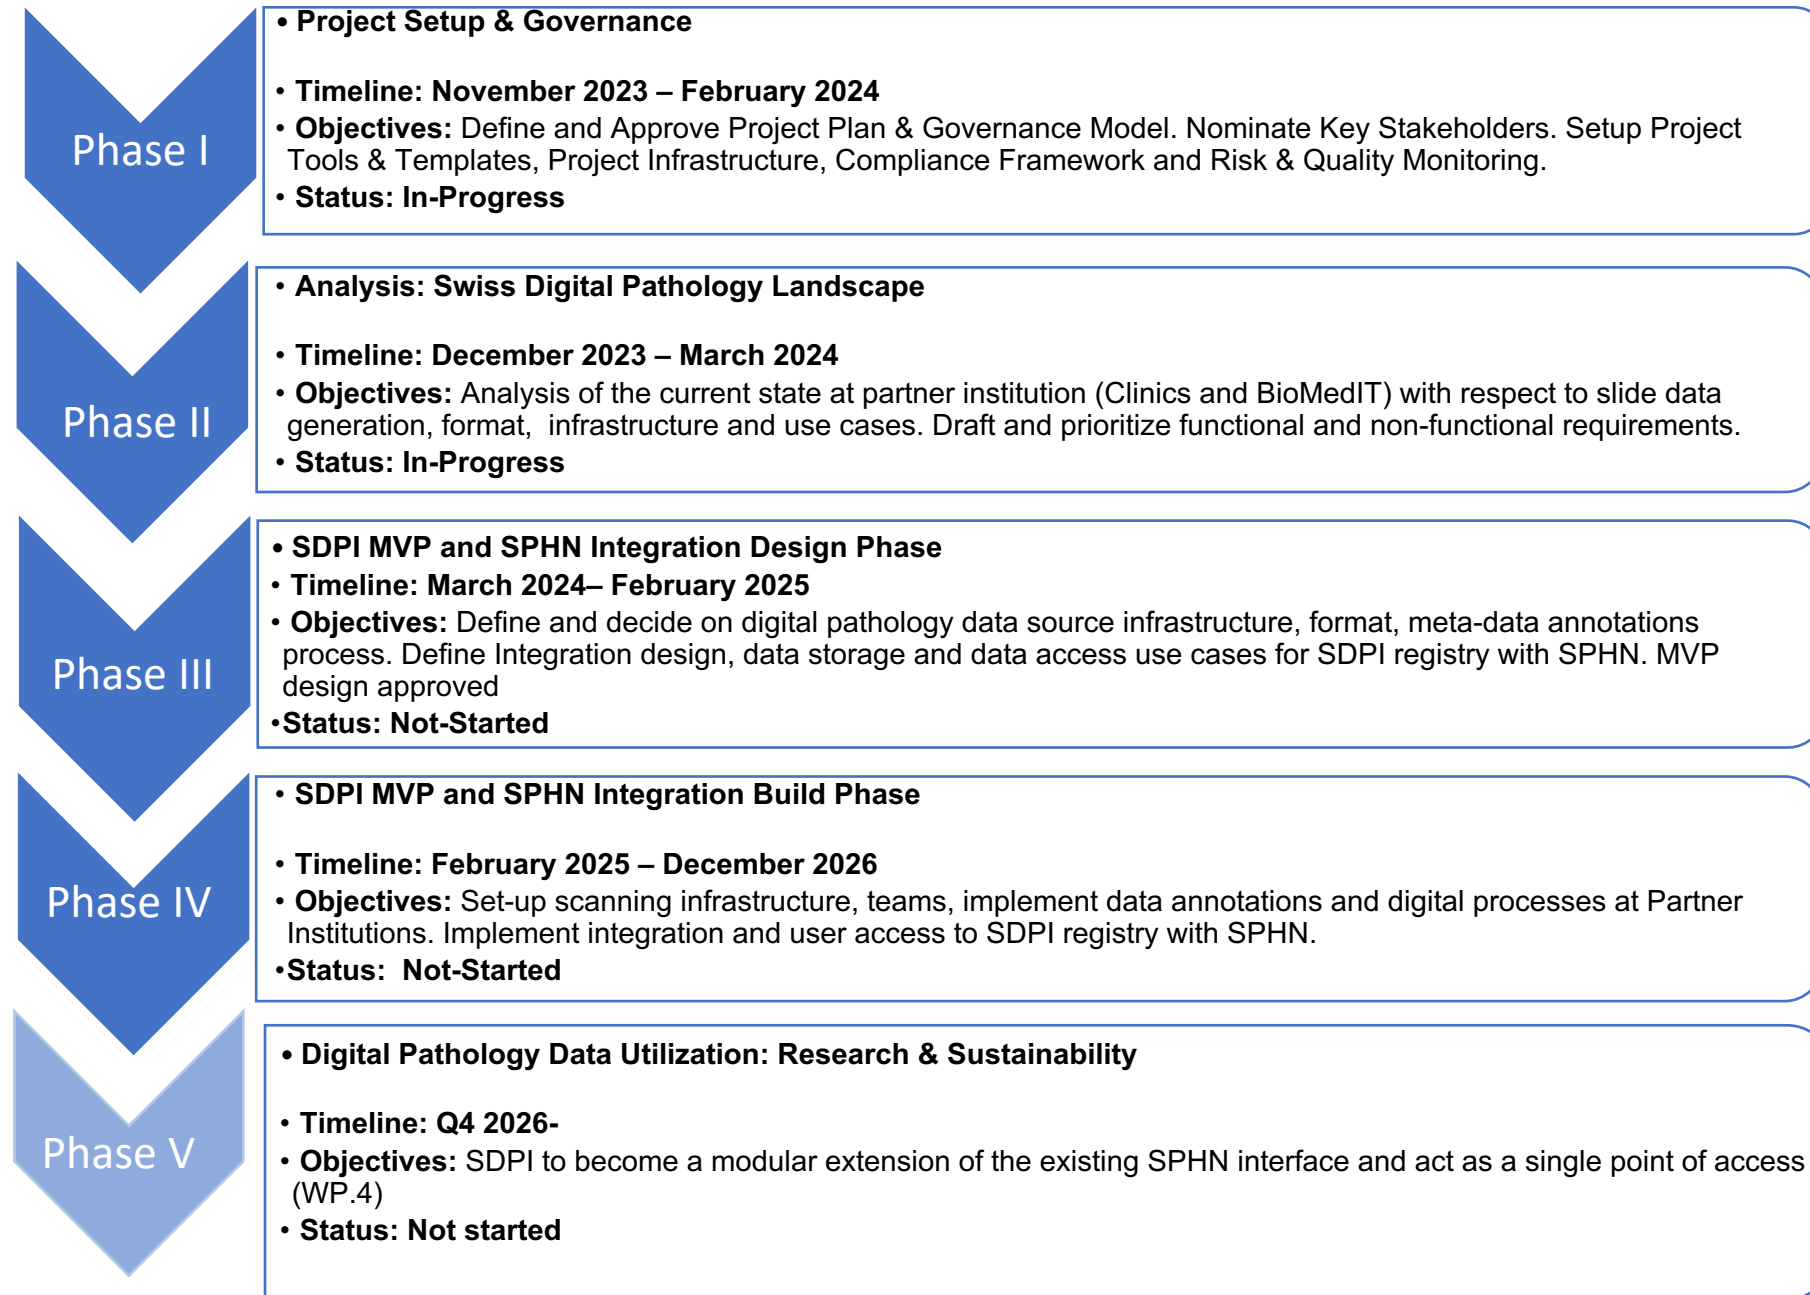 Phase I
• Project Setup & Governance
• Timeline: November 2023 – February 2024
• Objectives: Define and Approve Project Plan & Governance Model. Nominate Key Stakeholders. Setup Project
Tools & Templates, Project Infrastructure, Compliance Framework and Risk & Quality Monitoring.
• Status: In-Progress
Phase II
• Analysis: Swiss Digital Pathology Landscape
• Timeline: December 2023 – March 2024
• Objectives: Analysis of the current state at partner institution (Clinics and BioMedIT) with respect to slide data
generation, format,  infrastructure and use cases. Draft and prioritize functional and non-functional requirements.
• Status: In-Progress
Phase III
• SDPI MVP and SPHN Integration Design Phase
• Timeline: March 2024– February 2025
• Objectives: Define and decide on digital pathology data source infrastructure, format, meta-data annotations
process. Define Integration design, data storage and data access use cases for SDPI registry with SPHN. MVP
design approved
•Status: Not-Started
Phase IV
• SDPI MVP and SPHN Integration Build Phase
• Timeline: February 2025 – December 2026
• Objectives: Set-up scanning infrastructure, teams, implement data annotations and digital processes at Partner
Institutions. Implement integration and user access to SDPI registry with SPHN.
•Status:  Not-Started
Phase V
• Digital Pathology Data Utilization: Research & Sustainability
• Timeline: Q4 2026-
• Objectives: SDPI to become a modular extension of the existing SPHN interface and act as a single point of access
(WP.4)
• Status: Not started